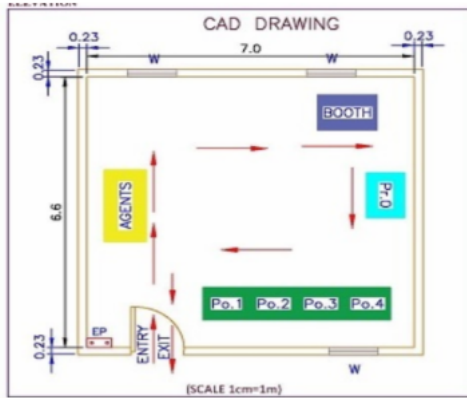 ELEVATION
CAD DRAWING
0.23
7.0
0.23
W
W
0.23
BOOTH
AGENTS
Pr.O
6.6
Po.1 Po.2 Po.3 Po.4
EP
ENTRY
EXIT
0.23
W
(SCALE 1cm=1m)